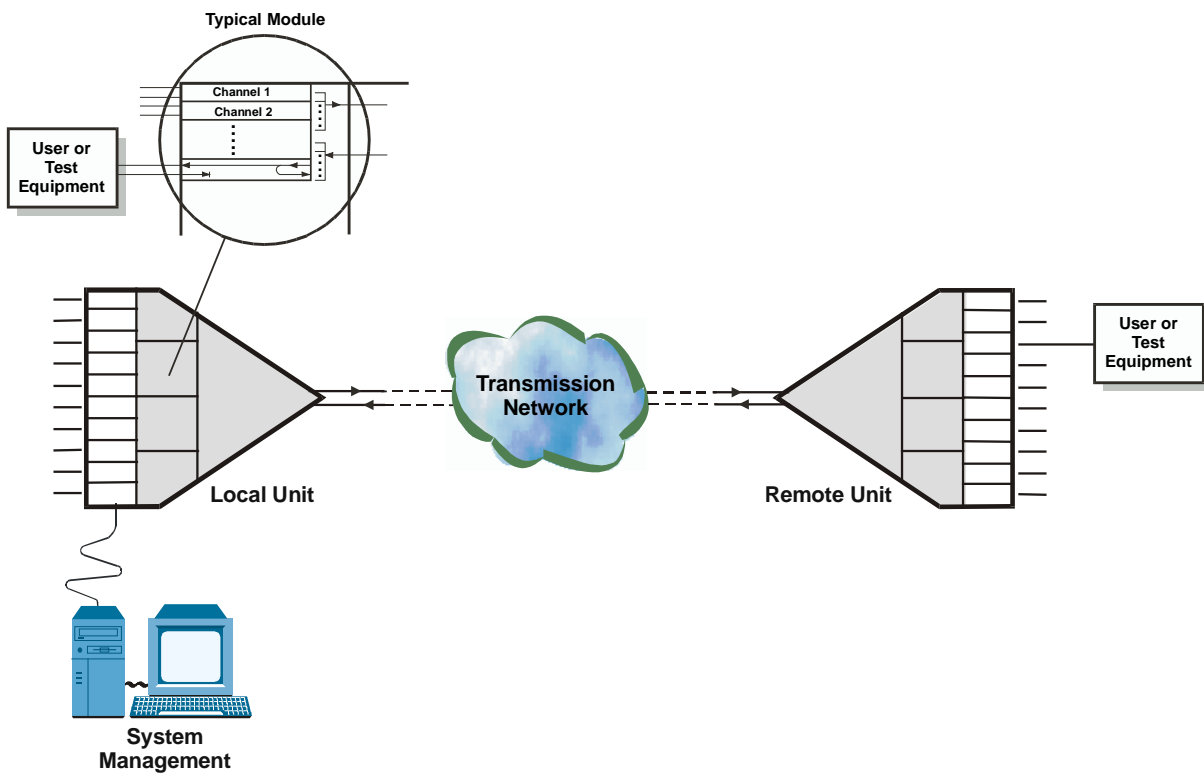 Typical Module
Channel 1
Channel 2
User or
Test
Equipment
User or
Test
Equipment
Transmission
Network
Local Unit
Remote Unit
System
Management